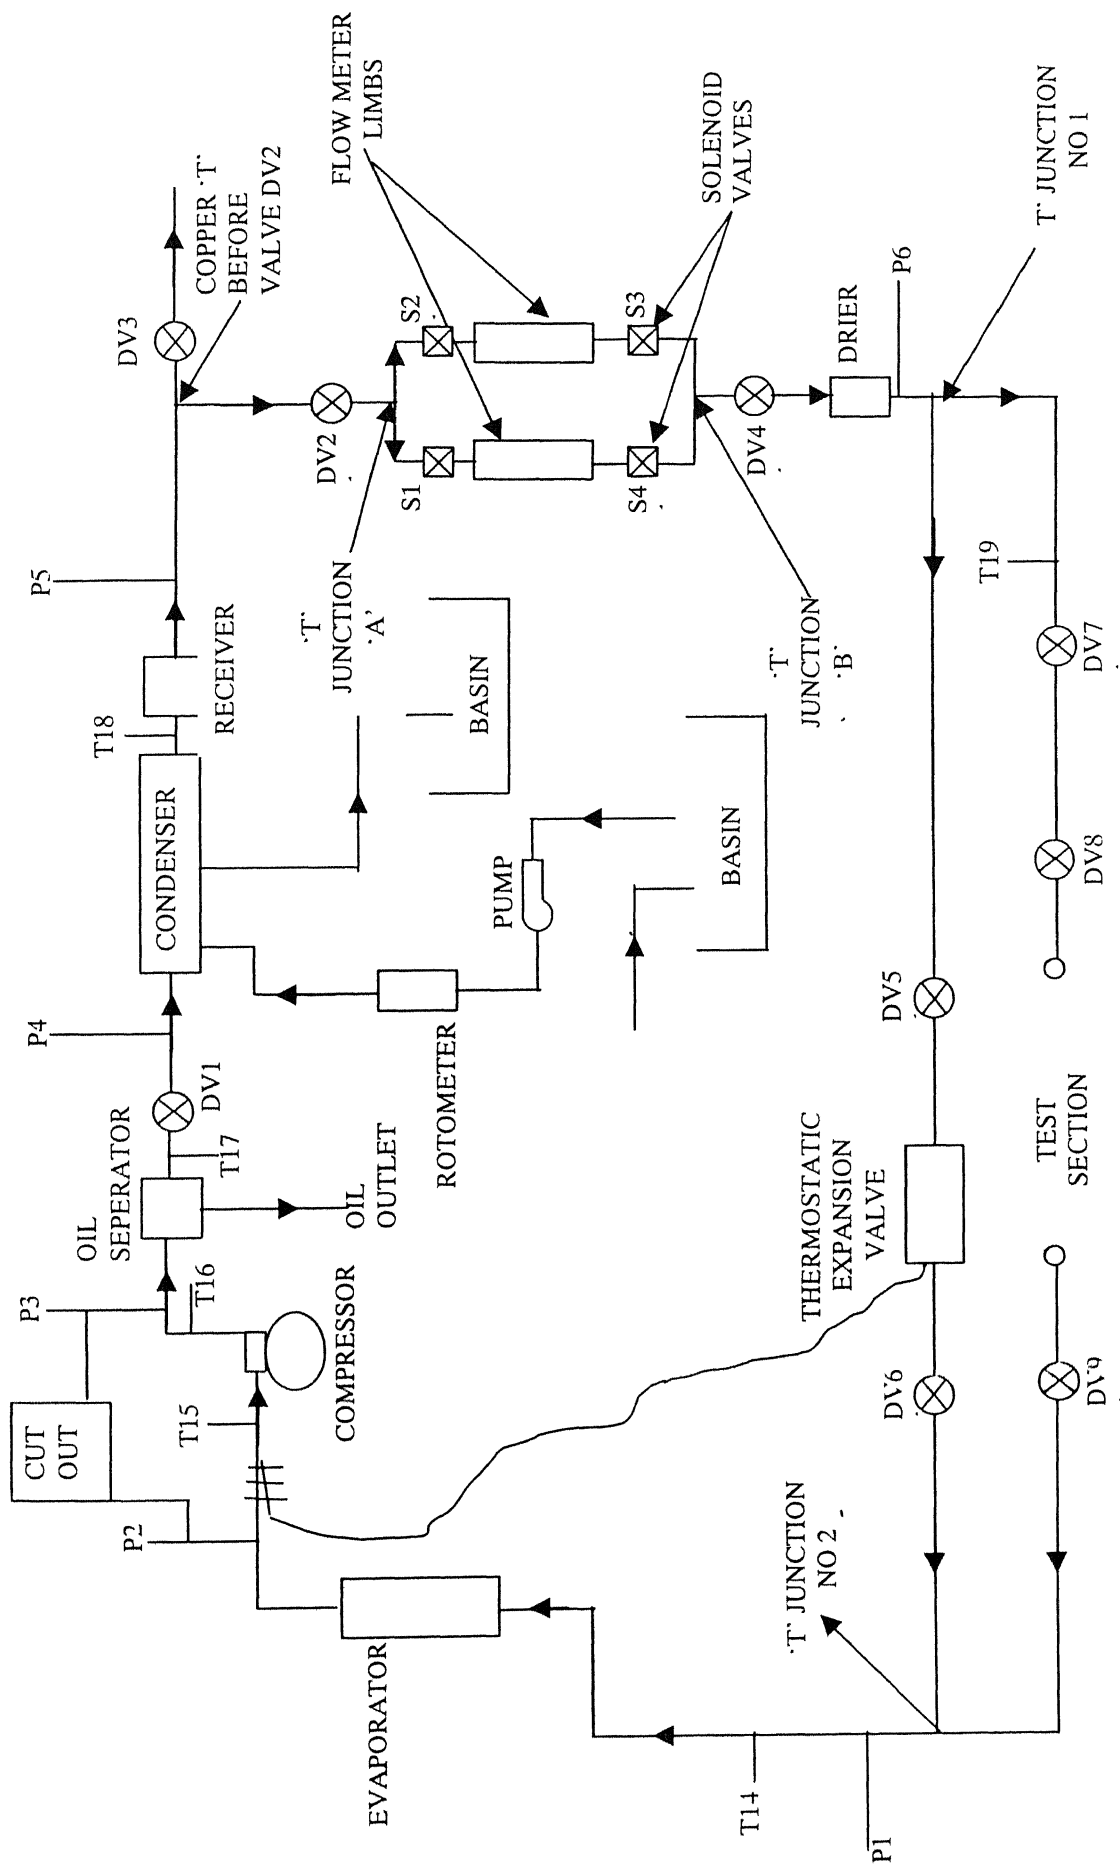 CUT
OUT
P2
P3
T15
T16
COMPRESSOR
OIL
SEPERATOR
T17
OIL
OUTLET
DV1
P4
CONDENSER
T18
RECEIVER
P5
DV3
COPPER 'T'
BEFORE
VALVE DV2
ROTOMETER
PUMP
BASIN
BASIN
'T'
JUNCTION
'A'
DV2
S1
S2
FLOW METER
LIMBS
S4
S3
SOLENOID
VALVES
'T'
JUNCTION
'B'
DV4
DRIER
P6
T' JUNCTION
NO 1
EVAPORATOR
T14
P1
'T' JUNCTION
NO 2
DV6
THERMOSTATIC
EXPANSION
VALVE
DV5
T19
DV9
TEST
SECTION
DV8
DV7